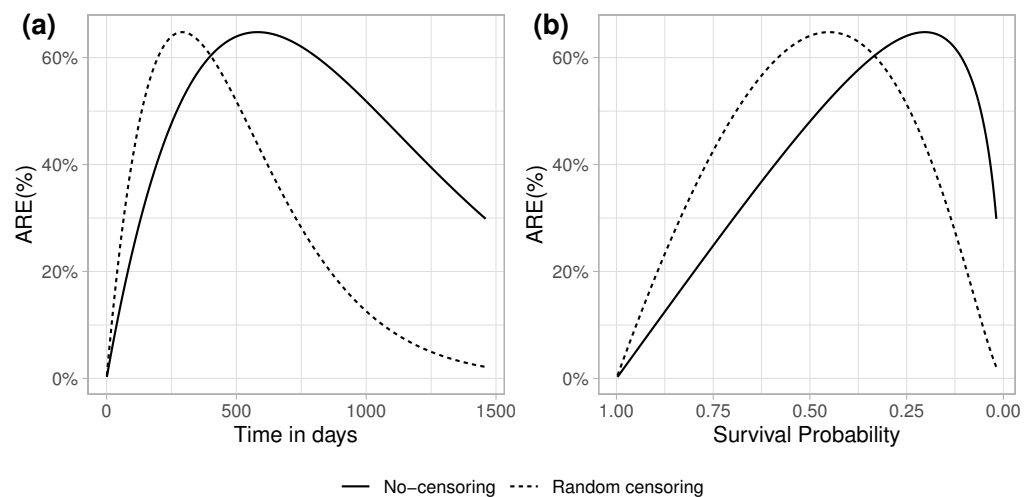 (a)
(b)
ARE(%)
60%
40%
20%
0%
0
500
1000
1500
Time in days
ARE(%)
60%
40%
20%
0%
1.00
0.75
0.50
0.25
0.00
Survival Probability
No−censoring
Random censoring